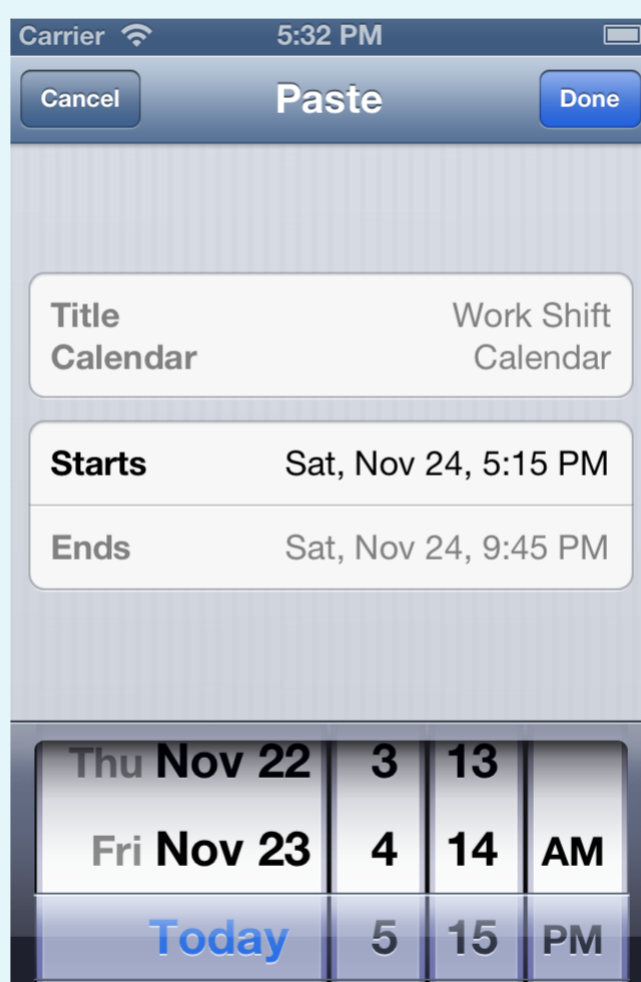 Carrier 5:32 PM
Cancel Paste Done
Title Work Shift
Calendar Calendar
Starts Sat, Nov 24, 5:15 PM
Ends Sat, Nov 24, 9:45 PM
Thu Nov 22 3 13
Fri Nov 23 4 14 AM
Today 5 15 PM